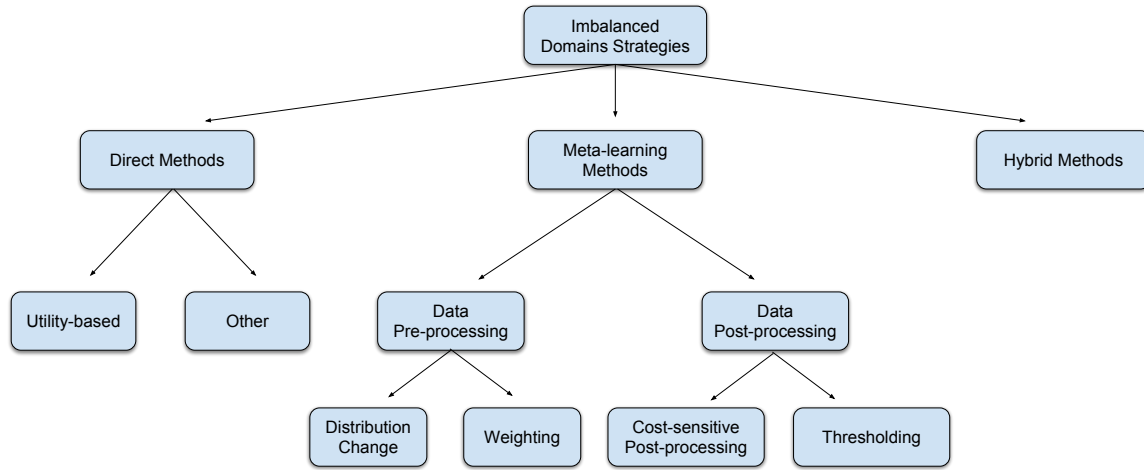 Imbalanced
Domains Strategies
Direct Methods
Meta-learning
Methods
Hybrid Methods
Utility-based
Other
Data
Pre-processing
Data
Post-processing
Distribution
Change
Weighting
Cost-sensitive
Post-processing
Thresholding